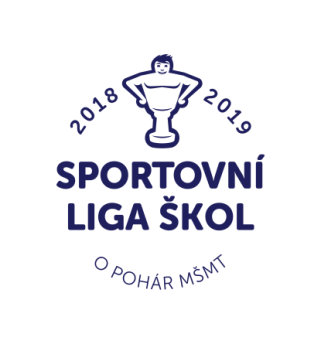 2018 2019
SPORTOVNÍ
LIGA ŠKOL
O POHÁR MŠMT